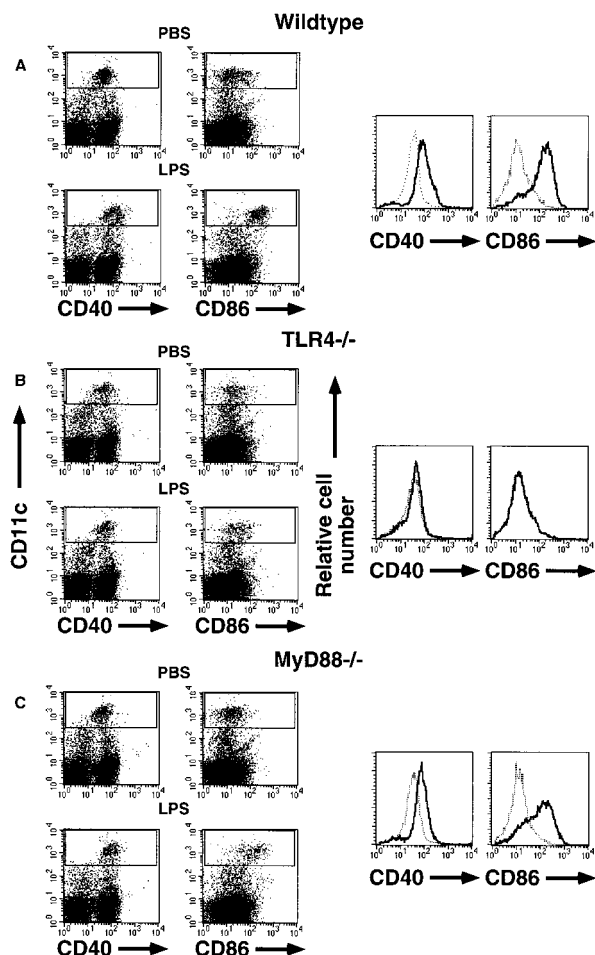 Wildtype
PBS
A
LPS
CD40
CD86
CD40
CD86
TLR4-/-
PBS
B
LPS
CD11c
Relative cell
number
CD40
CD86
CD40
CD86
MyD88-/-
PBS
C
LPS
CD40
CD86
CD40
CD86